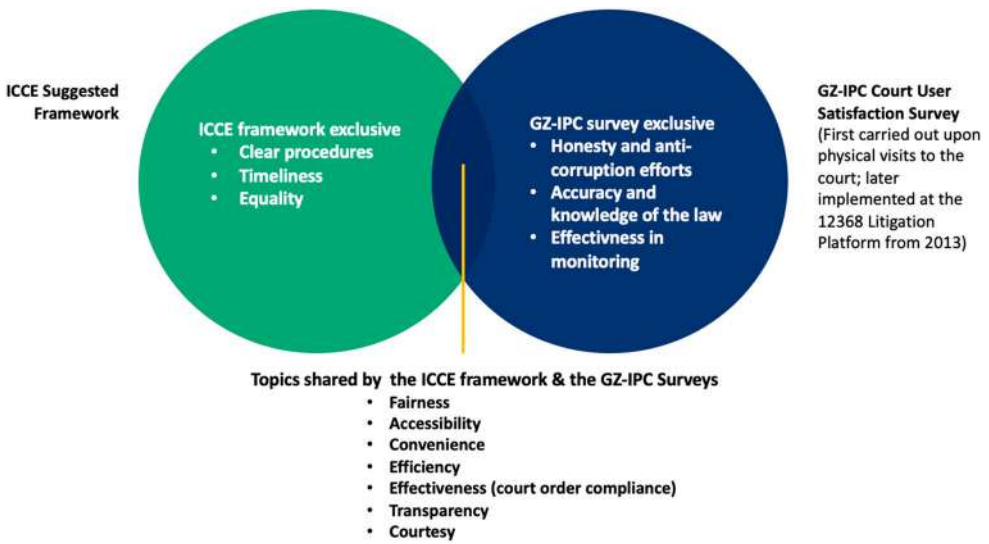 ICCE Suggested
Framework
ICCE framework exclusive
• Clear procedures
• Timeliness
• Equality
GZ-IPC survey exclusive
• Honesty and anti-
corruption efforts
• Accuracy and
knowledge of the law
• Effectivness in
monitoring
GZ-IPC Court User
Satisfaction Survey
(First carried out upon
physical visits to the
court; later
implemented at the
12368 Litigation
Platform from 2013)
Topics shared by the ICCE framework & the GZ-IPC Surveys
• Fairness
• Accessibility
• Convenience
• Efficiency
• Effectiveness (court order compliance)
• Transparency
• Courtesy